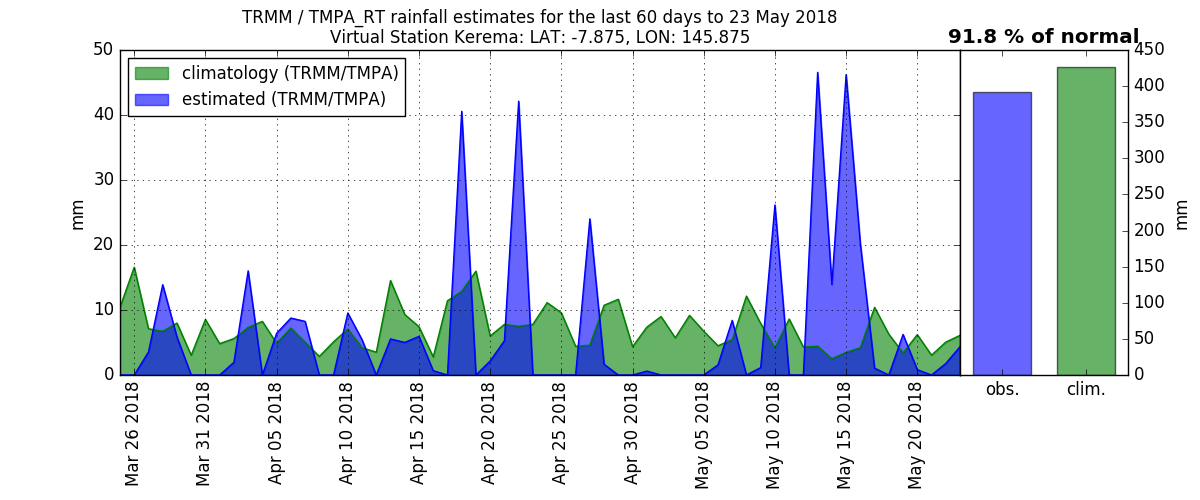 TRMM / TMPA_RT rainfall estimates for the last 60 days to 23 May 2018
Virtual Station Kerema: LAT: -7.875, LON: 145.875
91.8 % of normal
climatology (TRMM/TMPA)
estimated (TRMM/TMPA)
mm
50
40
30
20
10
0
Mar 26 2018
Mar 31 2018
Apr 05 2018
Apr 10 2018
Apr 15 2018
Apr 20 2018
Apr 25 2018
Apr 30 2018
May 05 2018
May 10 2018
May 15 2018
May 20 2018
obs.
clim.
450
400
350
300
250
200
150
100
50
0
mm